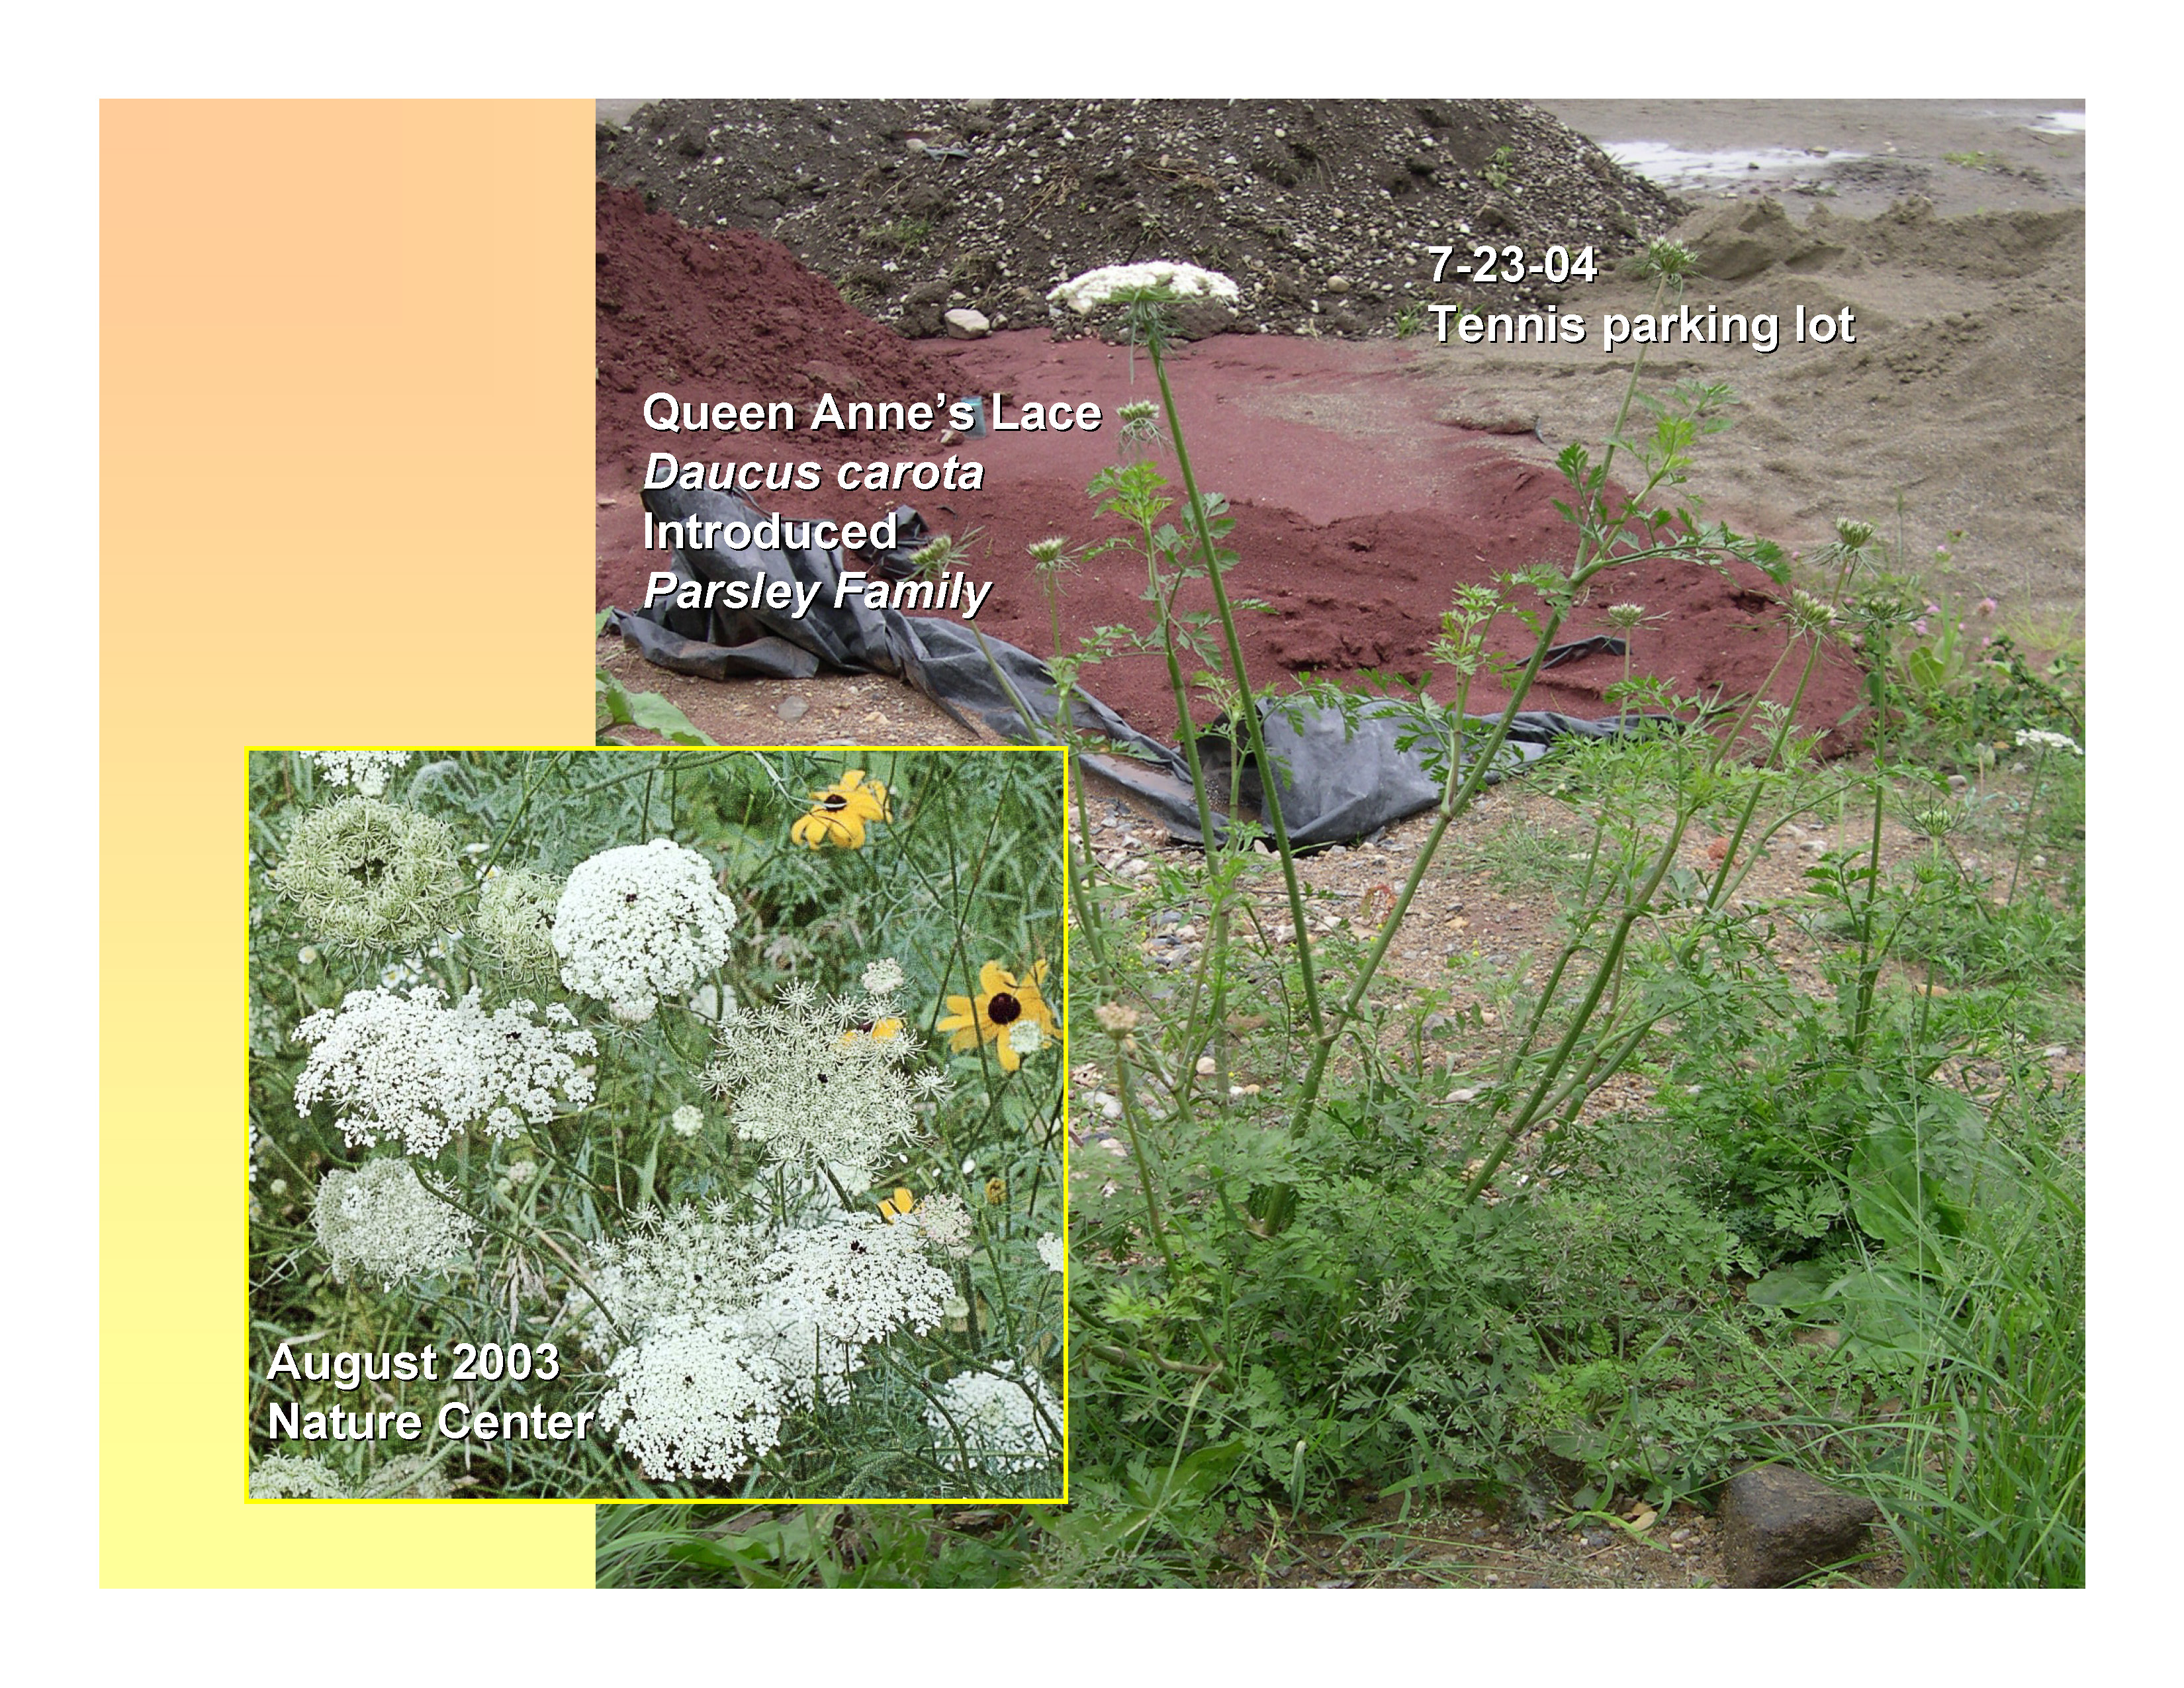 7-23-04
Tennis parking lot
Queen Anne’s Lace
Daucus carota
Introduced
Parsley Family
August 2003
Nature Center